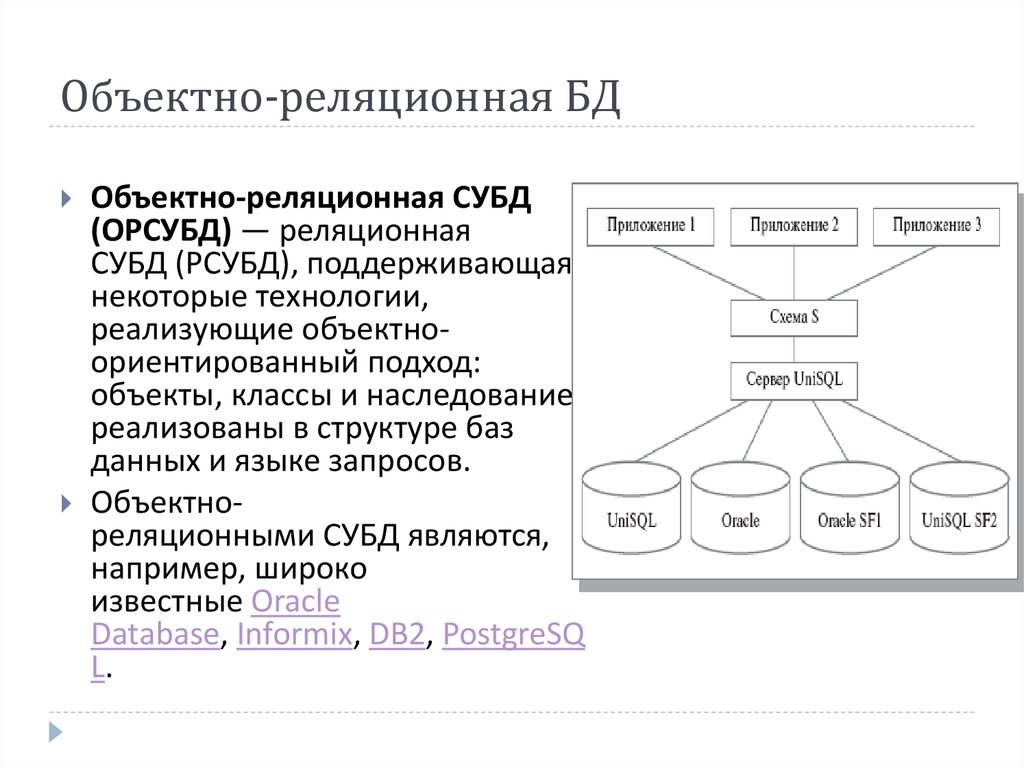 Объектно-реляционная БД
Объектно-реляционная СУБД
(ОРСУБД) — реляционная
СУБД (РСУБД), поддерживающая
некоторые технологии,
реализующие объектно-
ориентированный подход:
объекты, классы и наследование
реализованы в структуре баз
данных и языке запросов.
Объектно-
реляционными СУБД являются,
например, широко
известные Oracle
Database, Informix, DB2, PostgreSQ
L.
Приложение 1
Приложение 2
Приложение 3
Схема S
Сервер UniSQL
UniSQL
Oracle
Oracle SF1
UniSQL SF2